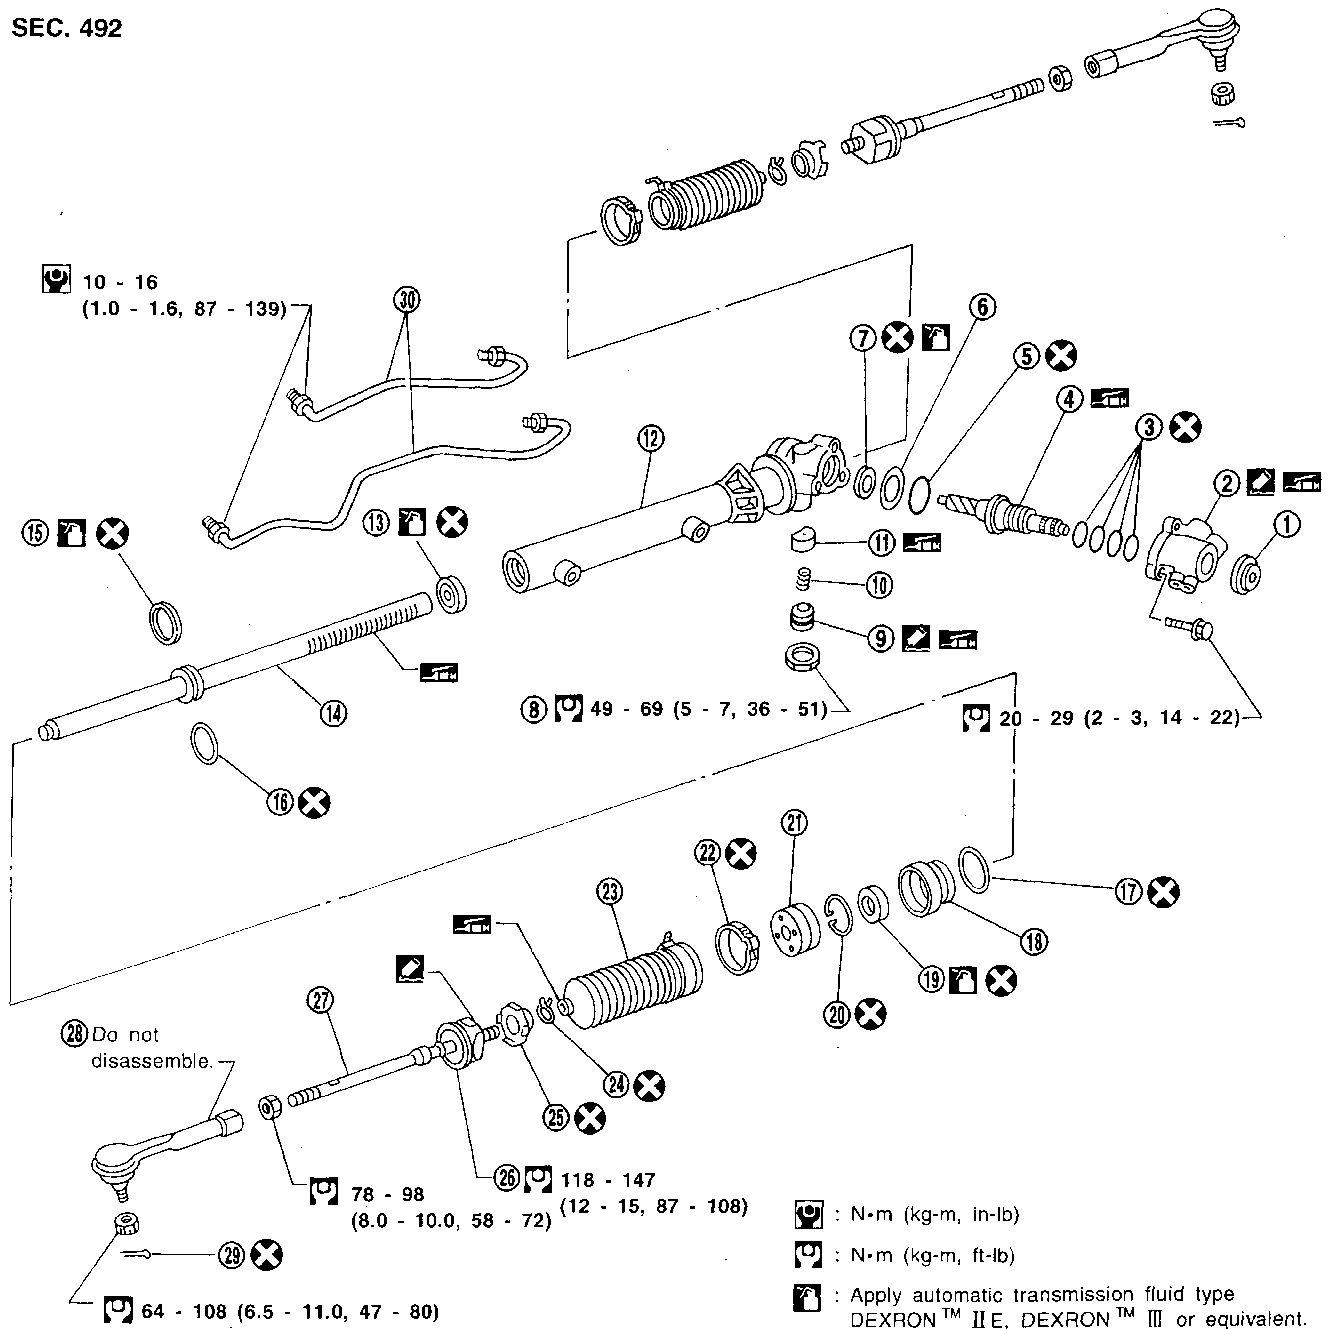 SEC. 492
10 - 16
(1.0 - 1.6, 87 - 139)
30
6
7
5
4
12
3
2
1
15
13
11
10
9
14
8 49 - 69 (5 - 7, 36 - 51)
20 - 29 (2 - 3, 14 - 22)
16
21
22
23
17
18
19
20
27
28 Do not
disassemble.
24
25
26 118 - 147
(12 - 15, 87 - 108)
78 - 98
(8.0 - 10.0, 58 - 72)
29
64 - 108 (6.5 - 11.0, 47 - 80)
: N•m (kg-m, in-lb)
: N•m (kg-m, ft-lb)
: Apply automatic transmission fluid type
DEXRON™ IIE, DEXRON™ III or equivalent.